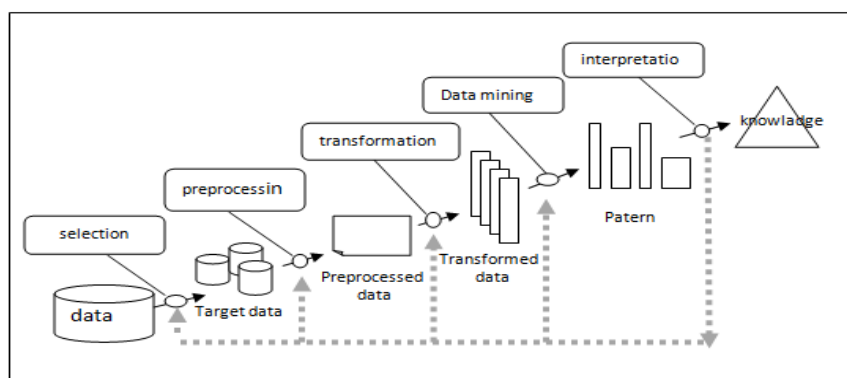 interpretatio
Data mining
knowladge
transformation
preprocessin
Patern
selection
Transformed
data
Preprocessed
data
Target data
data